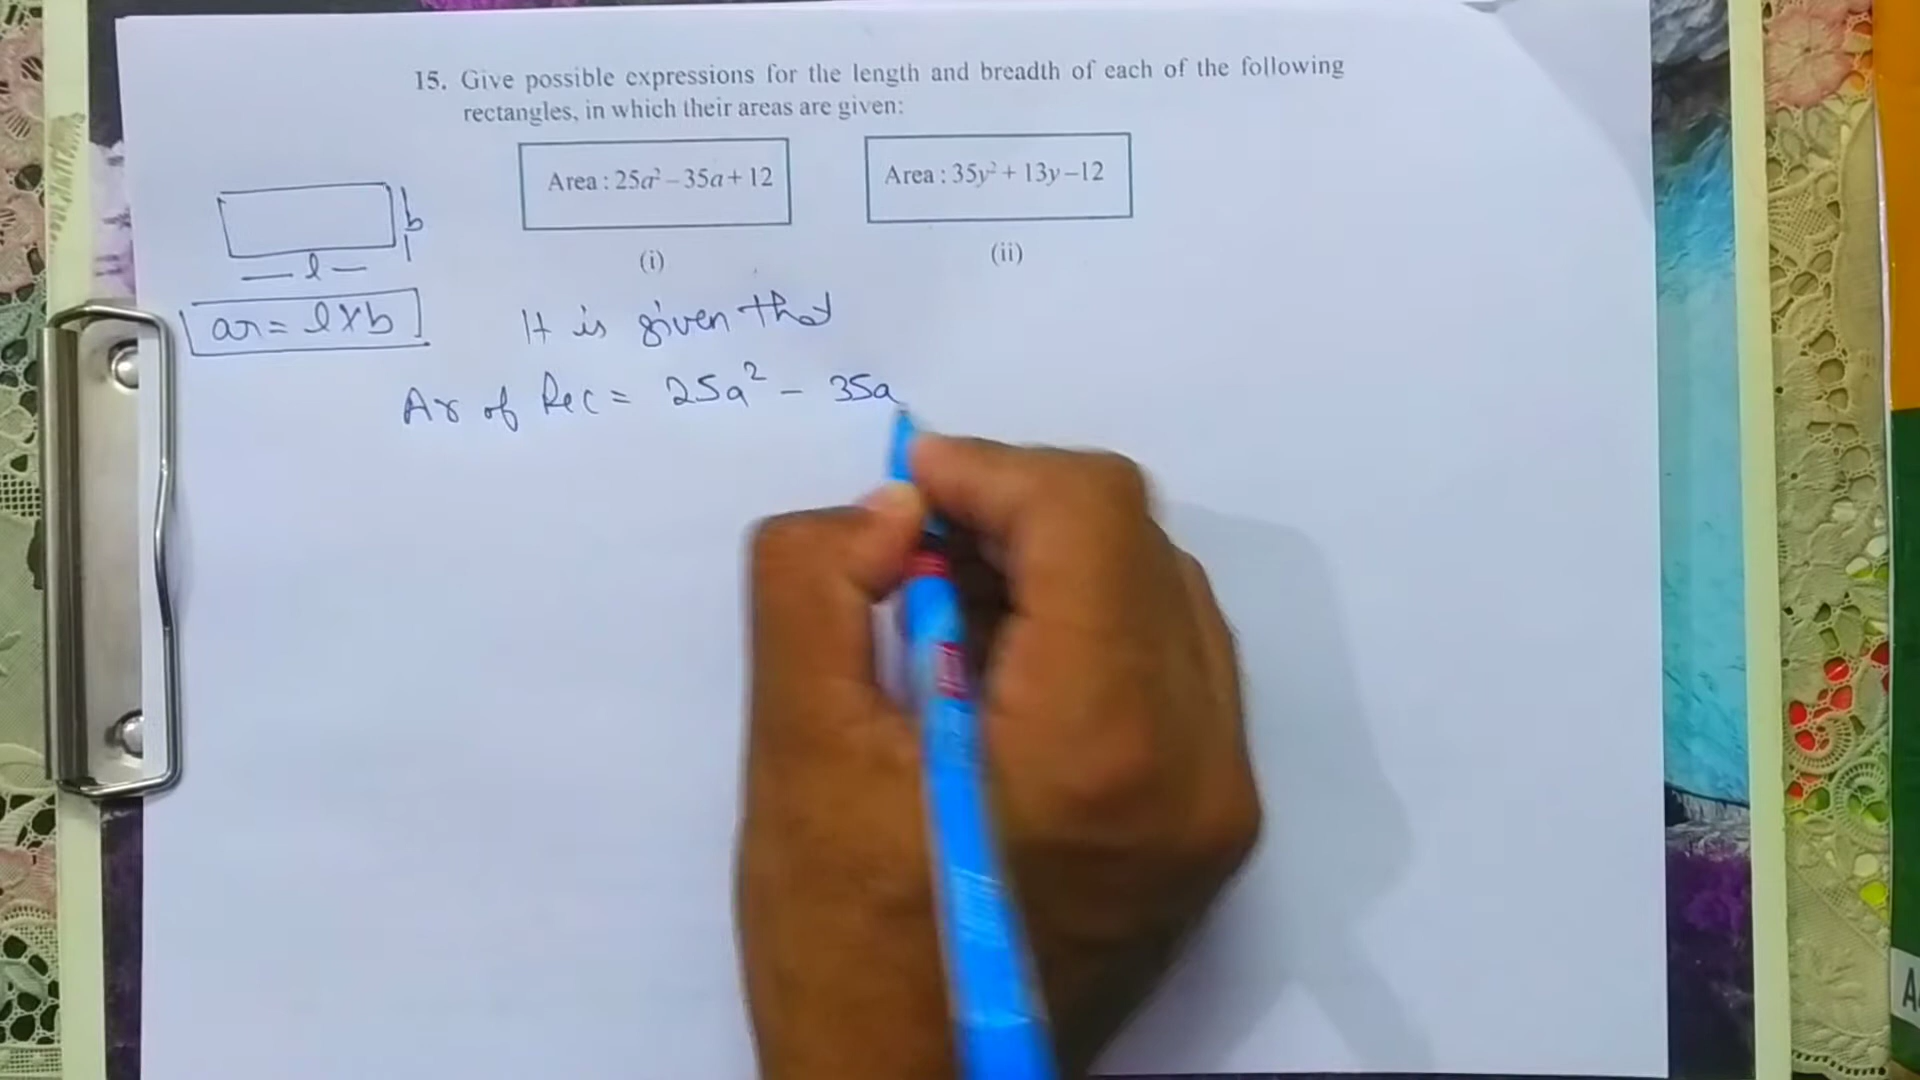 15. Give possible expressions for the length and breadth of each of the following
rectangles, in which their areas are given:
Area : 25a² – 35a + 12
Area : 35y² + 13y –12
(i)
(ii)
b
l
ar = l×b
It is given that
Ar of Rec = 25a² - 35a
A